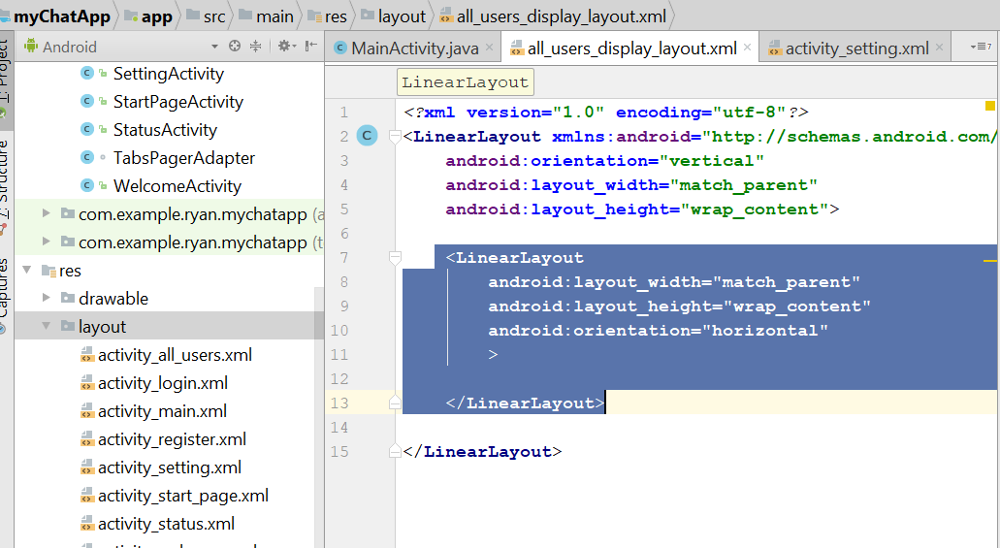 myChatApp app src main res layout all_users_display_layout.xml
Android
MainActivity.java all_users_display_layout.xml activity_setting.xml
7
Project
Z: Structure
Captures
SettingActivity
StartPageActivity
StatusActivity
TabsPagerAdapter
WelcomeActivity
com.example.ryan.mychatapp (a
com.example.ryan.mychatapp (t
res
drawable
layout
activity_all_users.xml
activity_login.xml
activity_main.xml
activity_register.xml
activity_setting.xml
activity_start_page.xml
activity_status.xml
LinearLayout
1 <?xml version="1.0" encoding="utf-8"?>
2 <LinearLayout xmlns:android="http://schemas.android.com/
3 android:orientation="vertical"
4 android:layout_width="match_parent"
5 android:layout_height="wrap_content">
6
7 <LinearLayout
8 android:layout_width="match_parent"
9 android:layout_height="wrap_content"
10 android:orientation="horizontal"
11 >
12
13 </LinearLayout>
14
15 </LinearLayout>